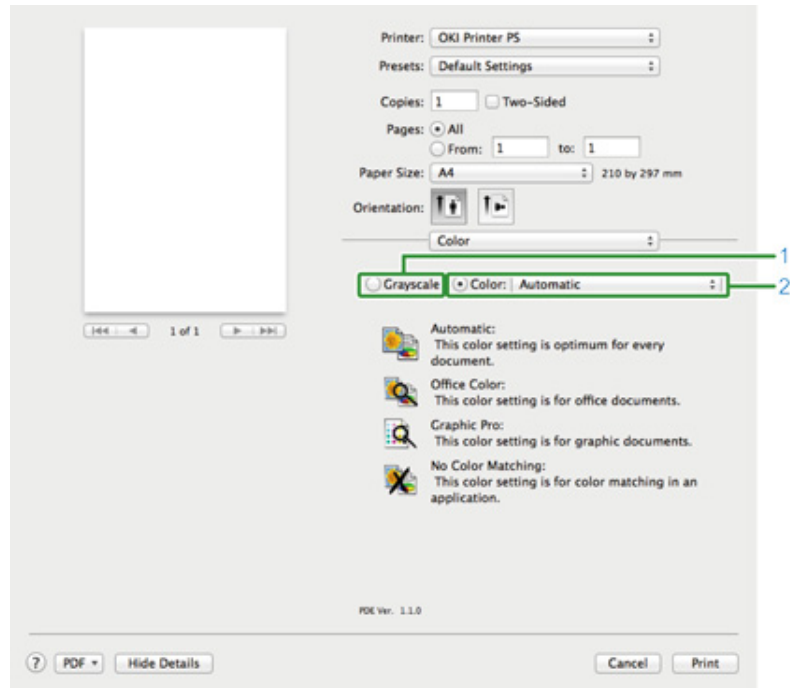 Printer: OKI Printer PS
Presets: Default Settings
Copies: 1 Two-Sided
Pages: All
From: 1 to: 1
Paper Size: A4 210 by 297 mm
Orientation:
Color
1
Grayscale Color: Automatic
2
1 of 1
Automatic:
This color setting is optimum for every
document.
Office Color:
This color setting is for office documents.
Graphic Pro:
This color setting is for graphic documents.
No Color Matching:
This color setting is for color matching in an
application.
PDE Ver. 1.1.0
? PDF Hide Details Cancel Print